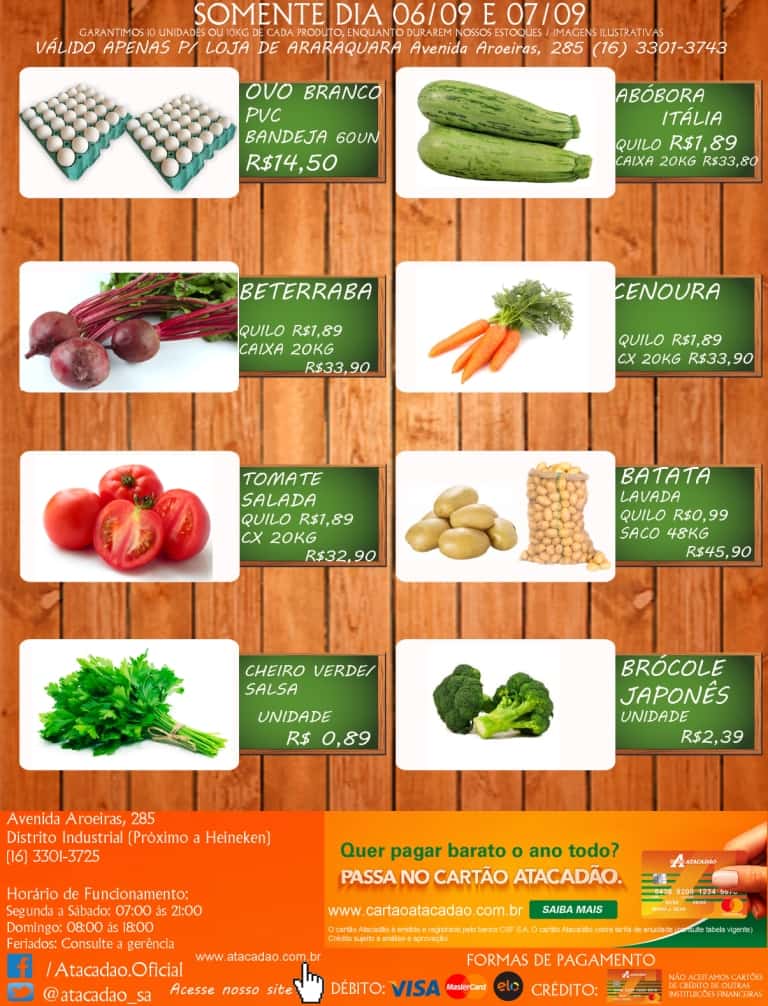 SOMENTE DIA 06/09 E 07/09
GARANTIMOS 10 UNIDADES OU 10KG DE CADA PRODUTO, ENQUANTO DURAREM NOSSOS ESTOQUES / IMAGENS ILUSTRATIVAS
VÁLIDO APENAS P/ LOJA DE ARARAQUARA Avenida Aroeiras, 285 (16) 3301-3743
OVO BRANCO
PVC
BANDEJA 60UN
R$14,50
ABÓBORA
ITÁLIA
QUILO R$1,89
CAIXA 20KG R$33,80
BETERRABA
QUILO R$1,89
CAIXA 20KG
R$33,90
CENOURA
QUILO R$1,89
CX 20KG R$33,90
TOMATE
SALADA
QUILO R$1,89
CX 20KG
R$32,90
BATATA
LAVADA
QUILO R$0,99
SACO 48KG
R$45,90
CHEIRO VERDE/
SALSA
UNIDADE
R$ 0,89
BRÓCOLE
JAPONÊS
UNIDADE
R$2,39
Avenida Aroeiras, 285
Distrito Industrial (Próximo a Heineken)
(16) 3301-3725
Horário de Funcionamento:
Segunda a Sábado: 07:00 ás 21:00
Domingo: 08:00 ás 18:00
Feriados: Consulte a gerência
/Atacadao.Oficial
@atacadao_sa
www.atacadao.com.br
Acesse nosso site
Quer pagar barato o ano todo?
PASSA NO CARTÃO ATACADÃO.
www.cartaoatacadao.com.br
SAIBA MAIS
O cartão Atacadão é emitido e registrado pelo banco CSF S.A. O cartão Atacadão cobra tarifa de anuidade (consulte tabela vigente)
Crédito sujeito a análise e aprovação
ATACADÃO
FORMAS DE PAGAMENTO
DÉBITO: VISA MasterCard elo CRÉDITO:
NÃO ACEITAMOS CARTÕES
DE CRÉDITO DE OUTRAS
INSTITUIÇÕES FINANCEIRAS